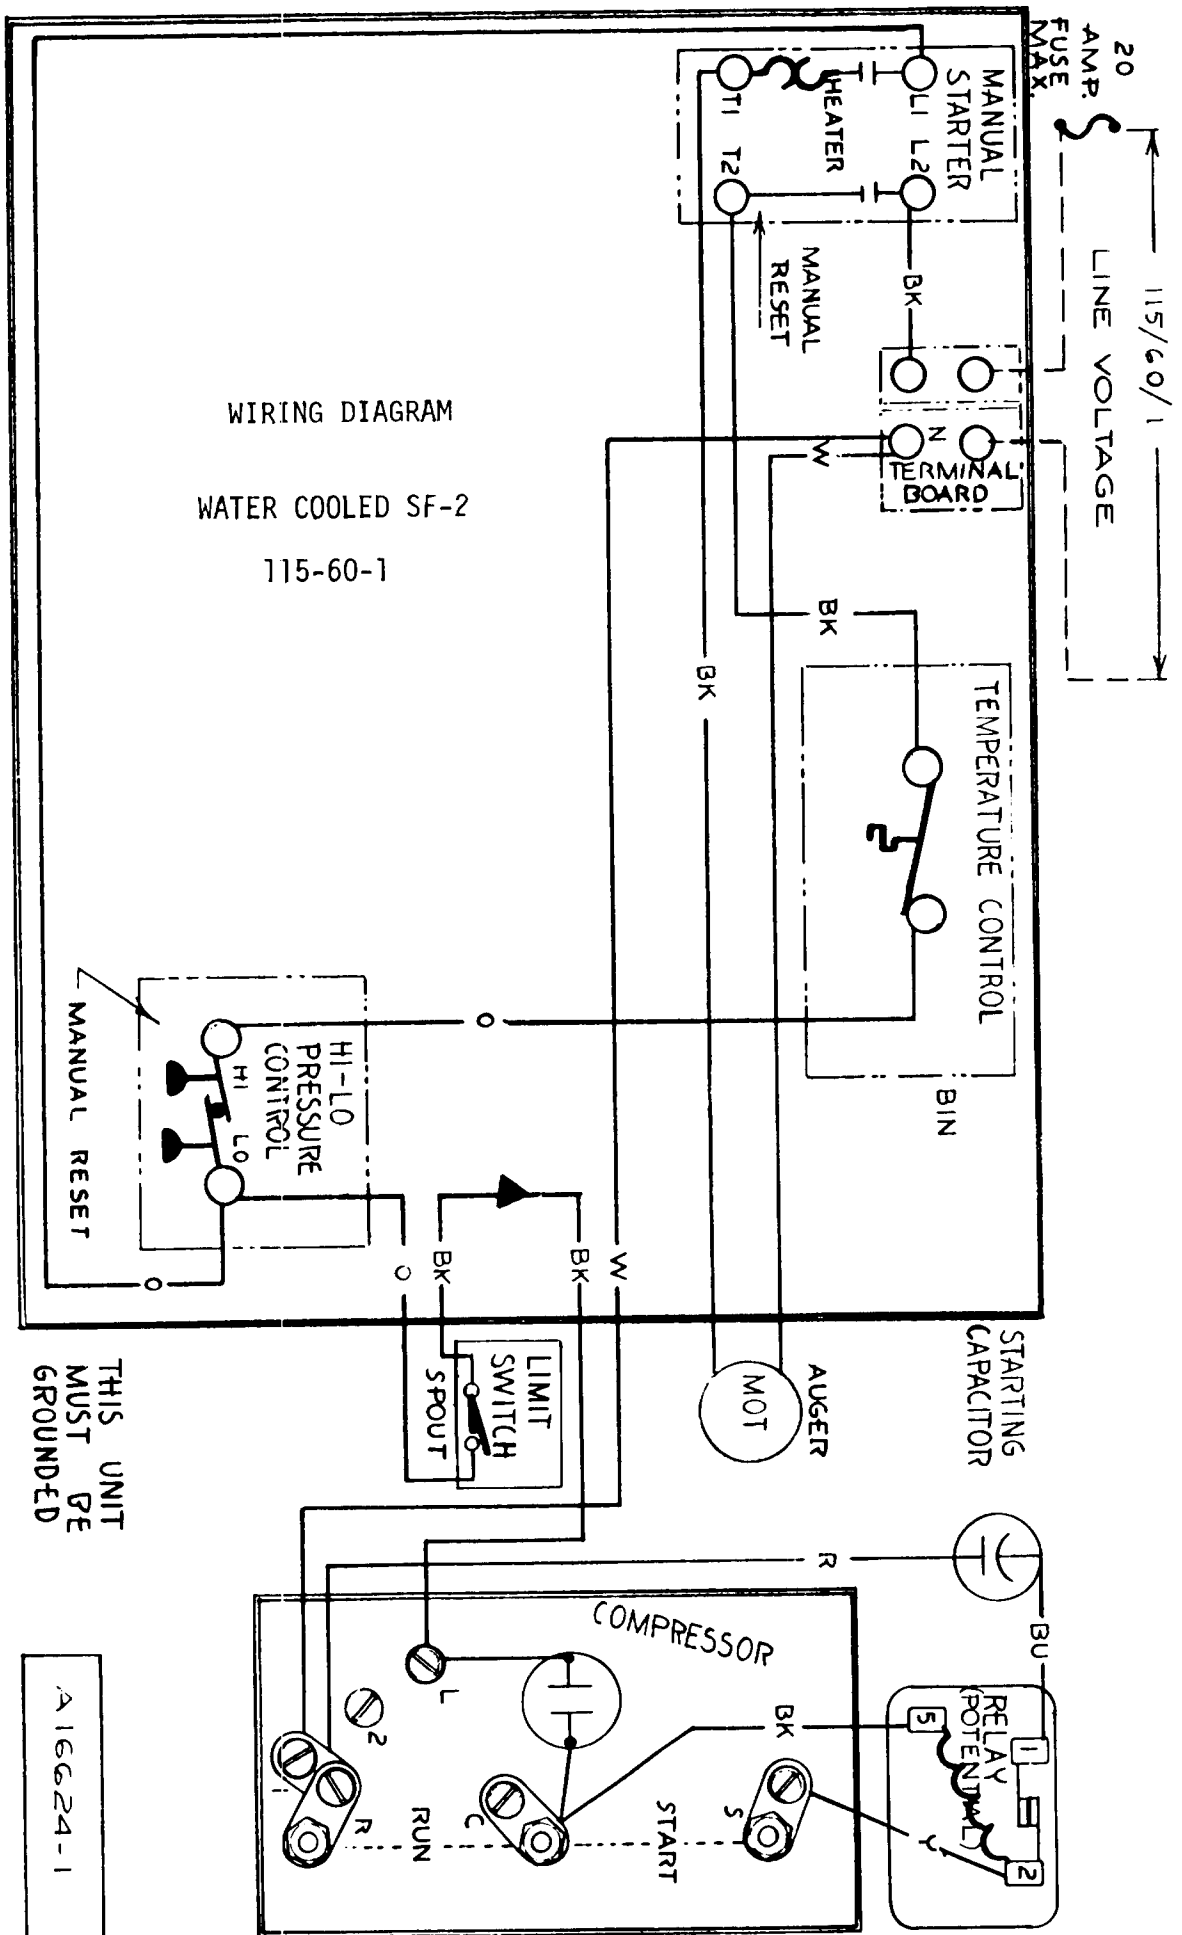 20
AMP.
FUSE
MAX.
115/60/1
LINE VOLTAGE
MANUAL
STARTER
L1
L2
HEATER
T1
T2
MANUAL
RESET
BK
N
TERMINAL
BOARD
W
BK
BK
TEMPERATURE CONTROL
BIN
WIRING DIAGRAM
WATER COOLED SF-2
115-60-1
O
HI-LO
PRESSURE
CONTROL
HI
LO
MANUAL RESET
O
O
BK
BK
W
LIMIT
SWITCH
SPOUT
AUGER
MOT
STARTING
CAPACITOR
R
BU
RELAY
(POTENTIAL)
5
1
2
COMPRESSOR
L
2
1
R
RUN
C
START
S
BK
Y
THIS UNIT
MUST BE
GROUNDED
A16624-1